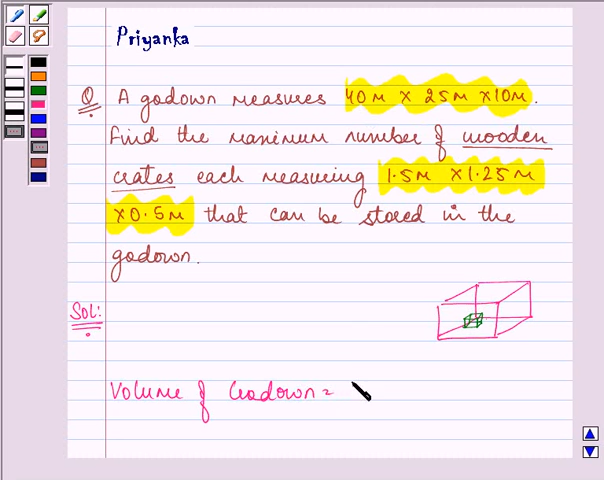 Priyanka
Q A godown measures 40m x 25m x 10m.
Find the maximum number of wooden
crates each measuring 1.5m x 1.25m
x 0.5m that can be stored in the
godown.
Sol:
Volume of Godown =